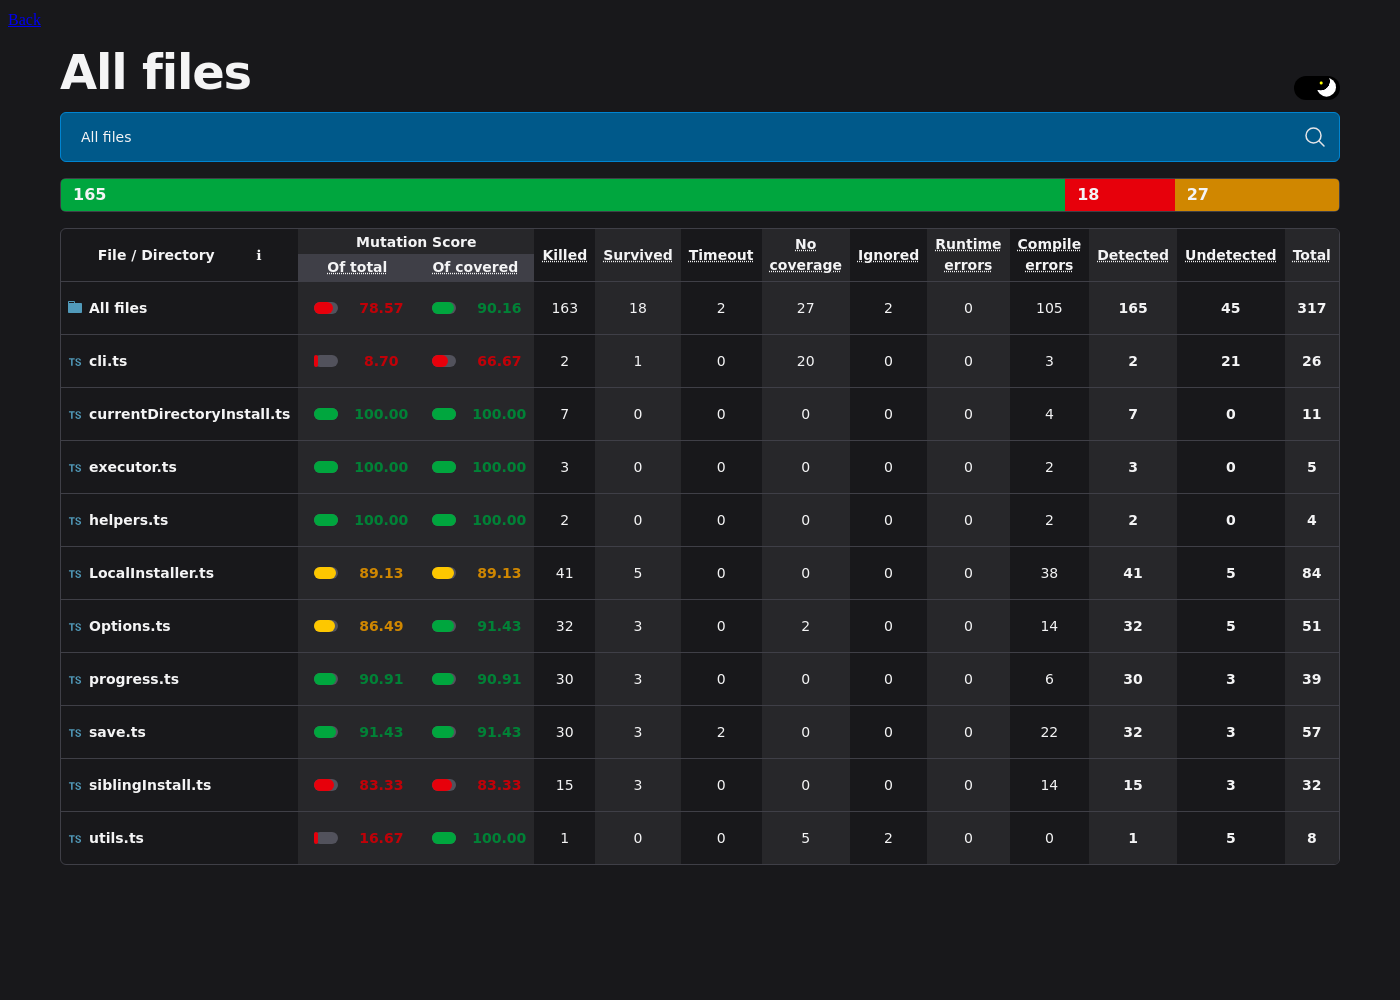 Back
All files
All files
165 18 27
File / Directory ℹ Mutation Score Of total Of covered Killed Survived Timeout No coverage Ignored Runtime errors Compile errors Detected Undetected Total
All files 78.57 90.16 163 18 2 27 2 0 105 165 45 317
TS cli.ts 8.70 66.67 2 1 0 20 0 0 3 2 21 26
TS currentDirectoryInstall.ts 100.00 100.00 7 0 0 0 0 0 4 7 0 11
TS executor.ts 100.00 100.00 3 0 0 0 0 0 2 3 0 5
TS helpers.ts 100.00 100.00 2 0 0 0 0 0 2 2 0 4
TS LocalInstaller.ts 89.13 89.13 41 5 0 0 0 0 38 41 5 84
TS Options.ts 86.49 91.43 32 3 0 2 0 0 14 32 5 51
TS progress.ts 90.91 90.91 30 3 0 0 0 0 6 30 3 39
TS save.ts 91.43 91.43 30 3 2 0 0 0 22 32 3 57
TS siblingInstall.ts 83.33 83.33 15 3 0 0 0 0 14 15 3 32
TS utils.ts 16.67 100.00 1 0 0 5 2 0 0 1 5 8